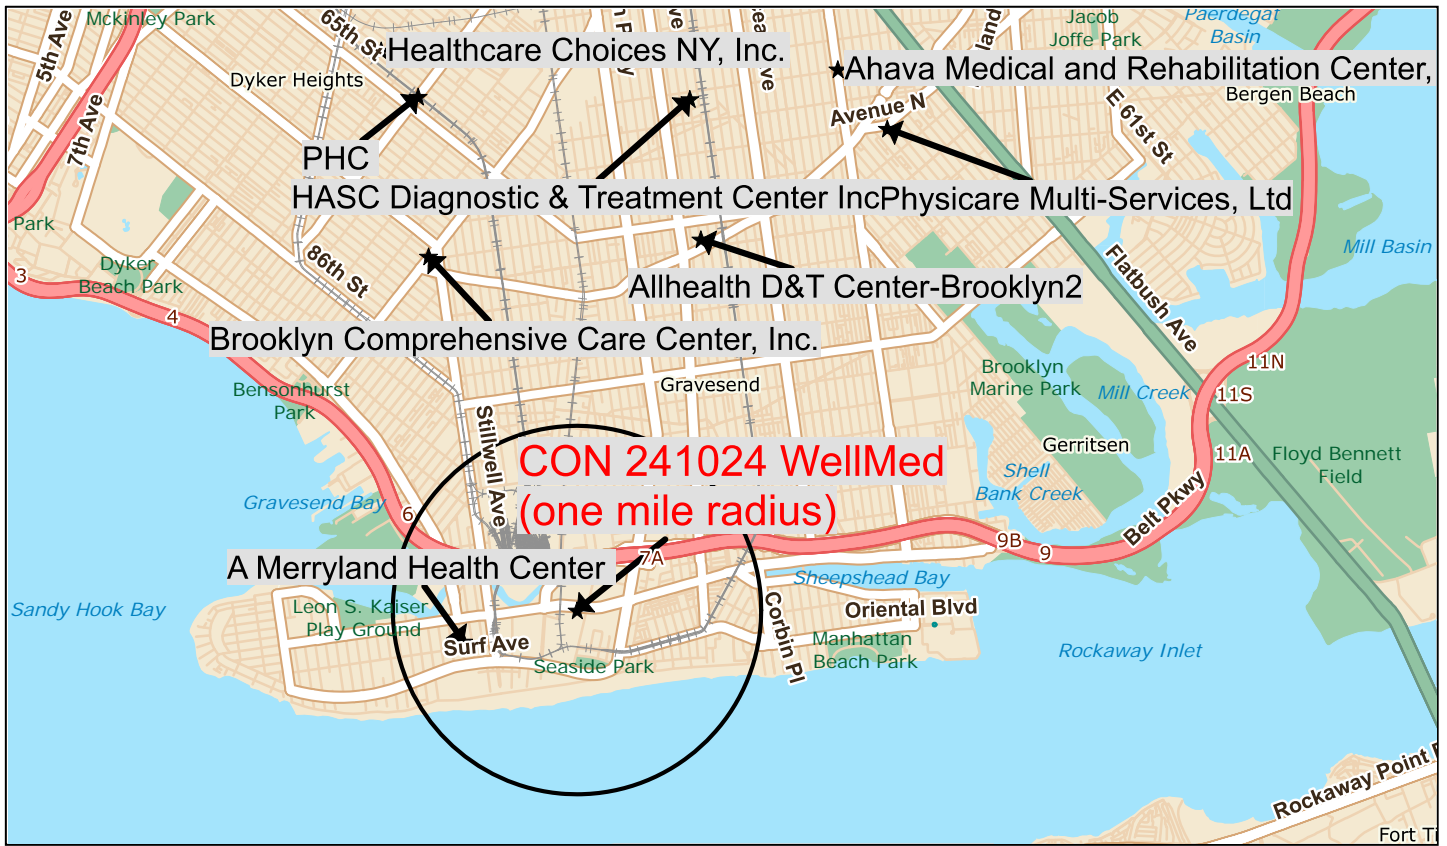 Mckinley Park
5th Ave
65th St
7th Ave
Healthcare Choices NY, Inc.
Dyker Heights
Jacob
Joffe Park
Paerdegat
Basin
Ahava Medical and Rehabilitation Center,
Bergen Beach
Avenue N
E 61st St
PHC
HASC Diagnostic & Treatment Center Inc
Physicare Multi-Services, Ltd
Park
Dyker
Beach Park
86th St
3
4
Mill Basin
Flatbush Ave
Allhealth D&T Center-Brooklyn2
Brooklyn Comprehensive Care Center, Inc.
Bensonhurst
Park
Gravesend
Brooklyn
Marine Park
Mill Creek
11N
11S
11A
Stillwell Ave
CON 241024 WellMed
(one mile radius)
Gerritsen
Shell
Bank Creek
Floyd Bennett
Field
Gravesend Bay
6
Belt Pkwy
9B
9
7A
A Merryland Health Center
Sheepshead Bay
Sandy Hook Bay
Leon S. Kaiser
Play Ground
Surf Ave
Seaside Park
Corbin Pl
Oriental Blvd
Manhattan
Beach Park
Rockaway Inlet
Rockaway Point
Fort Ti